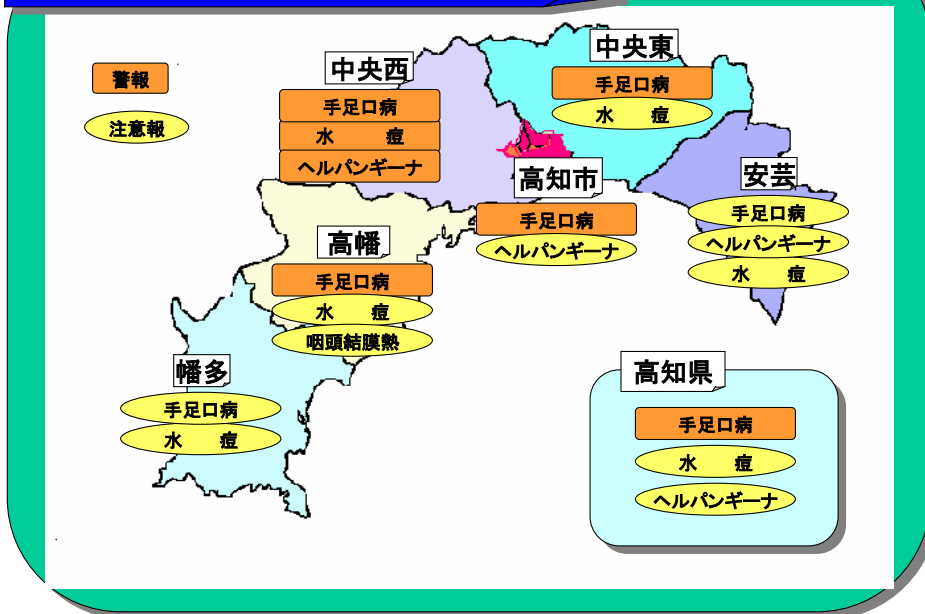 警報
注意報
中央西
手足口病
水 痘
ヘルパンギーナ
中央東
手足口病
水 痘
高知市
手足口病
ヘルパンギーナ
安芸
手足口病
ヘルパンギーナ
水 痘
高幡
手足口病
水 痘
咽頭結膜熱
幡多
手足口病
水 痘
高知県
手足口病
水 痘
ヘルパンギーナ